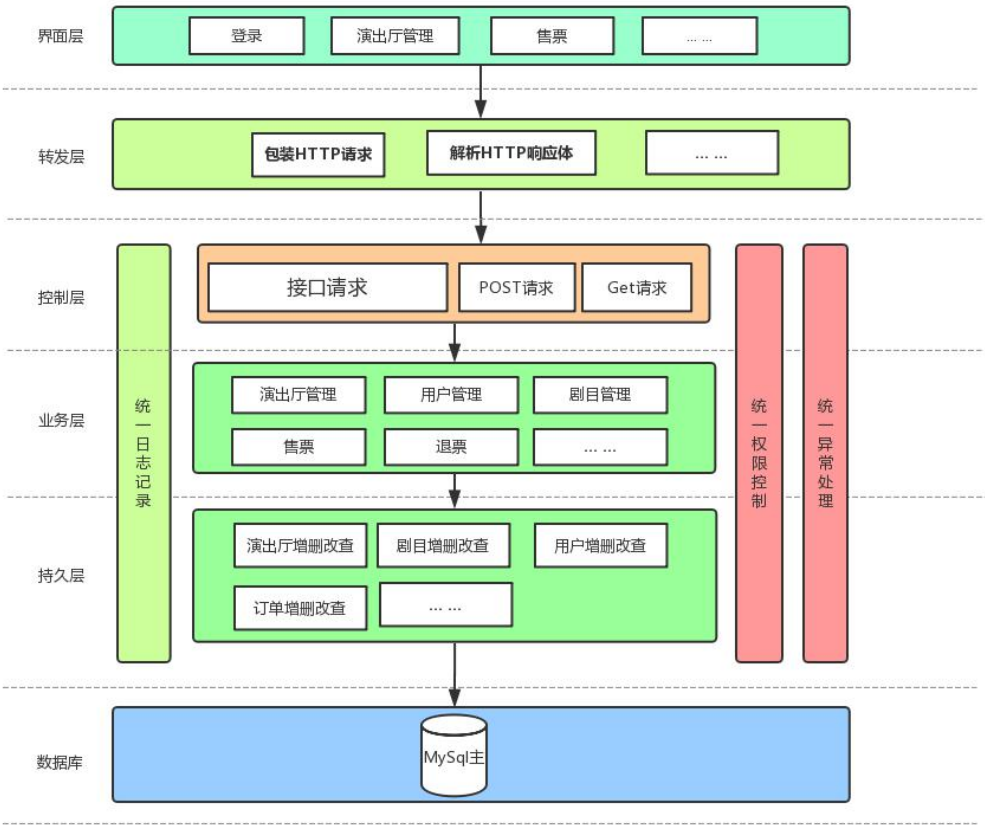 界面层
登录
演出厅管理
售票
... ...
转发层
包装HTTP请求
解析HTTP响应体
... ...
控制层
接口请求
POST请求
Get请求
业务层
演出厅管理
用户管理
剧目管理
售票
退票
... ...
持久层
演出厅增删改查
剧目增删改查
用户增删改查
订单增删改查
... ...
统一日志记录
统一权限控制
统一异常处理
数据库
MySql主